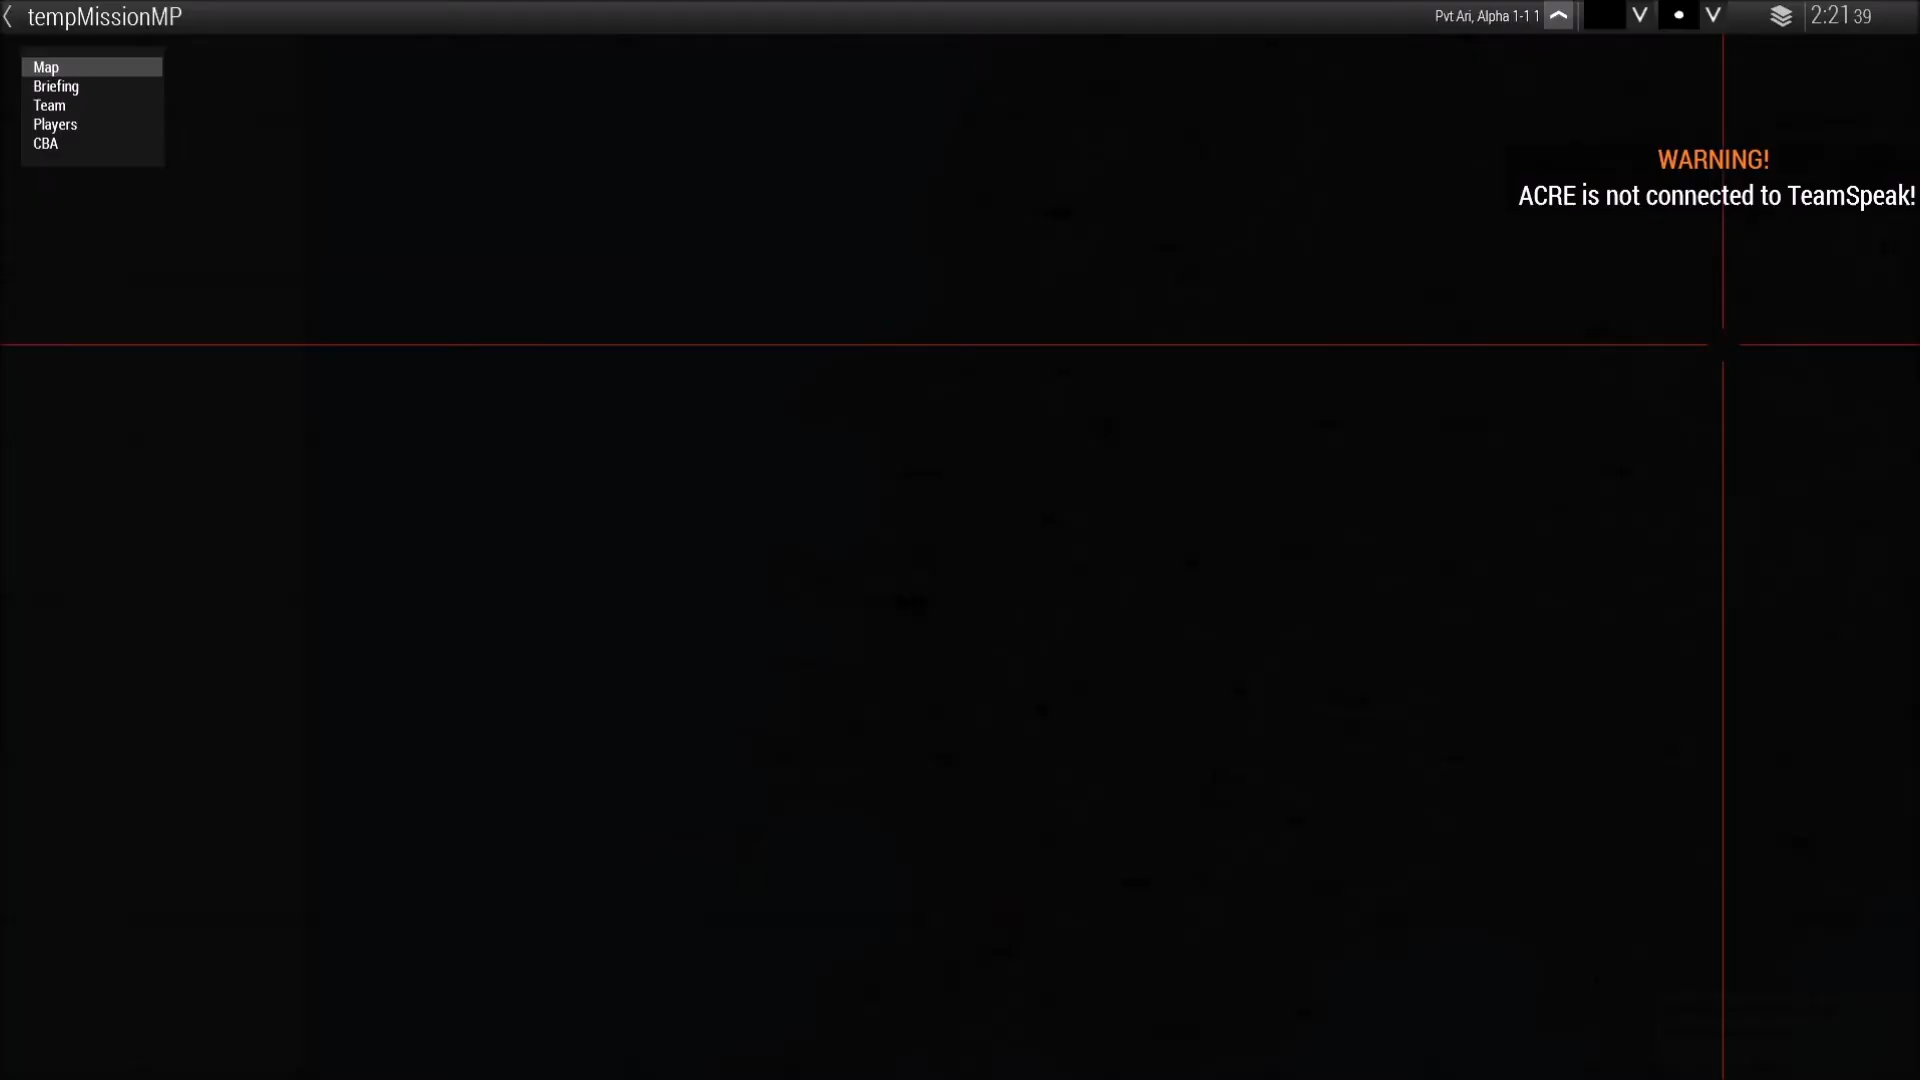 tempMissionMP
Pvt Ari, Alpha 1-1 1
2:21 39
Map
Briefing
Team
Players
CBA
WARNING!
ACRE is not connected to TeamSpeak!